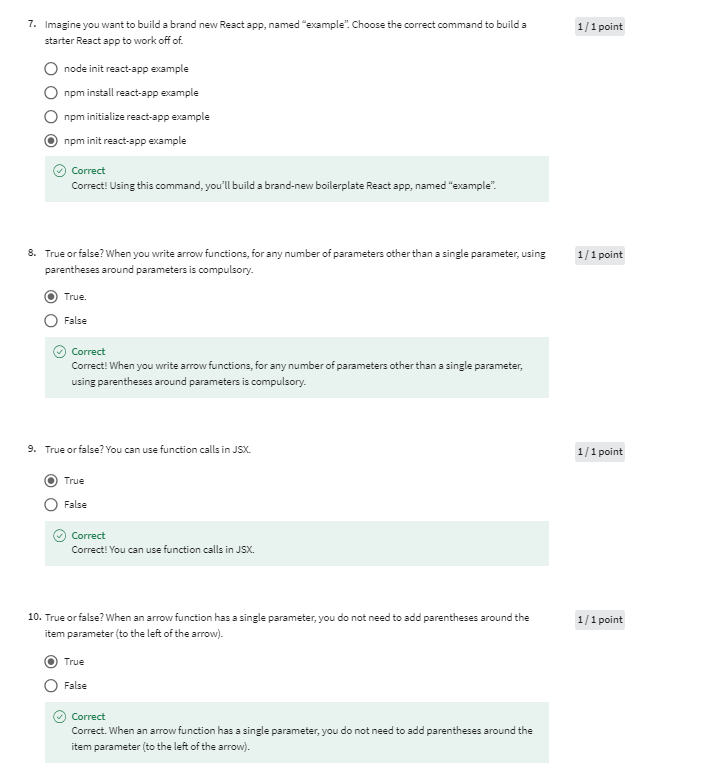 7. Imagine you want to build a brand new React app, named “example”. Choose the correct command to build a
1 / 1 point
starter React app to work off of.
node init react-app example
npm install react-app example
npm initialize react-app example
npm init react-app example
Correct
Correct! Using this command, you’ll build a brand-new boilerplate React app, named “example”.
8. True or false? When you write arrow functions, for any number of parameters other than a single parameter, using
1 / 1 point
parentheses around parameters is compulsory.
True.
False
Correct
Correct! When you write arrow functions, for any number of parameters other than a single parameter,
using parentheses around parameters is compulsory.
9. True or false? You can use function calls in JSX.
1 / 1 point
True
False
Correct
Correct! You can use function calls in JSX.
10. True or false? When an arrow function has a single parameter, you do not need to add parentheses around the
1 / 1 point
item parameter (to the left of the arrow).
True
False
Correct
Correct. When an arrow function has a single parameter, you do not need to add parentheses around the
item parameter (to the left of the arrow).